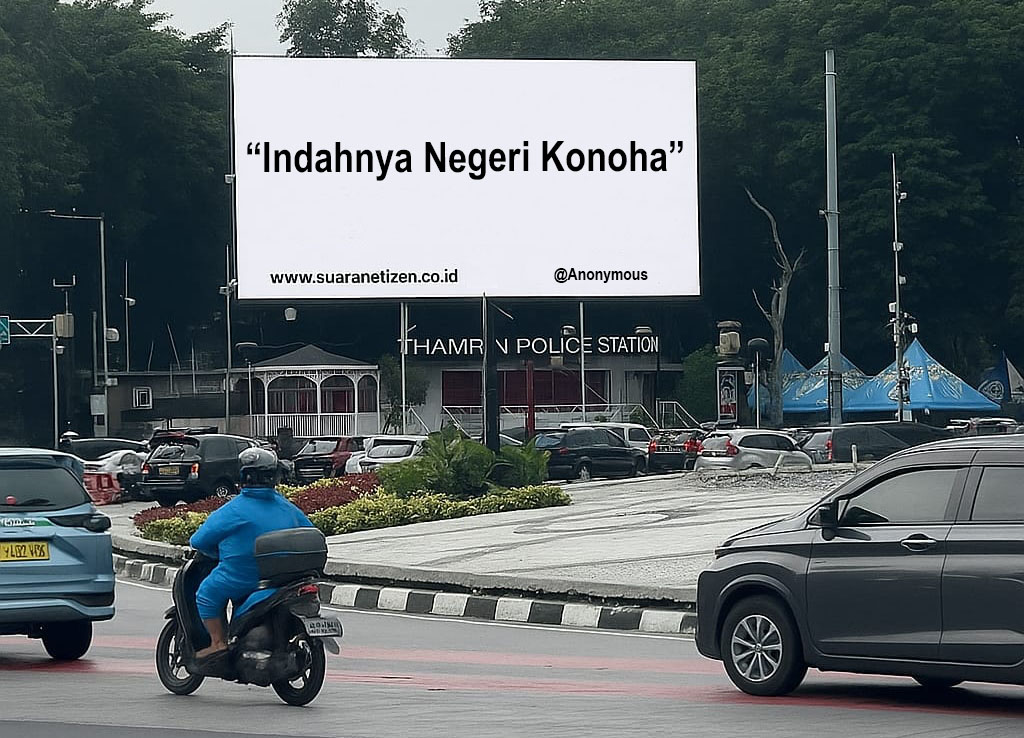 “Indahnya Negeri Konoha”
www.suaranetizen.co.id
@Anonymous
THAMRIN POLICE STATION